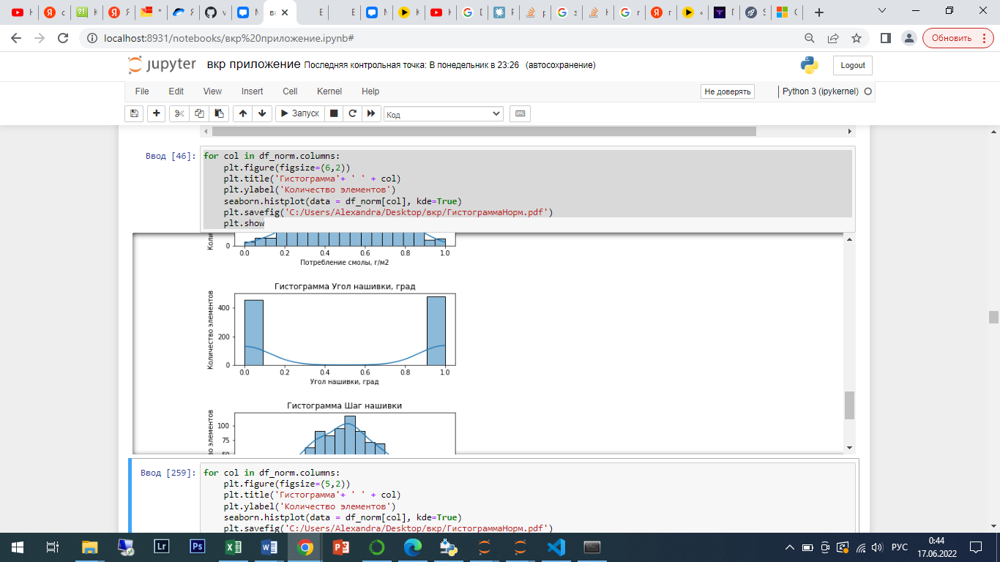 localhost:8931/notebooks/вкр%20приложение.ipynb#
Обновить
jupyter
вкр приложение Последняя контрольная точка: В понедельник в 23:26 (автосохранение)
Logout
File Edit View Insert Cell Kernel Help
Не доверять
Python 3 (ipykernel)
Запуск
Код
Ввод [46]:
for col in df_norm.columns:
plt.figure(figsize=(6,2))
plt.title('Гистограмма'+ ' ' + col)
plt.ylabel('Количество элементов')
seaborn.histplot(data = df_norm[col], kde=True)
plt.savefig('C:/Users/Alexandra/Desktop/вкр/ГистограммаНорм.pdf')
plt.show
0
0.0 0.2 0.4 0.6 0.8 1.0
Потребление смолы, г/м2
Гистограмма Угол нашивки, град
Количество элементов
400
200
0
0.0 0.2 0.4 0.6 0.8 1.0
Угол нашивки, град
Гистограмма Шаг нашивки
элементов
100
75
Ввод [259]:
for col in df_norm.columns:
plt.figure(figsize=(5,2))
plt.title('Гистограмма'+ ' ' + col)
plt.ylabel('Количество элементов')
seaborn.histplot(data = df_norm[col], kde=True)
plt.savefig('C:/Users/Alexandra/Desktop/вкр/ГистограммаНорм.pdf')
Lr
Ps
РУС
0:44
17.06.2022